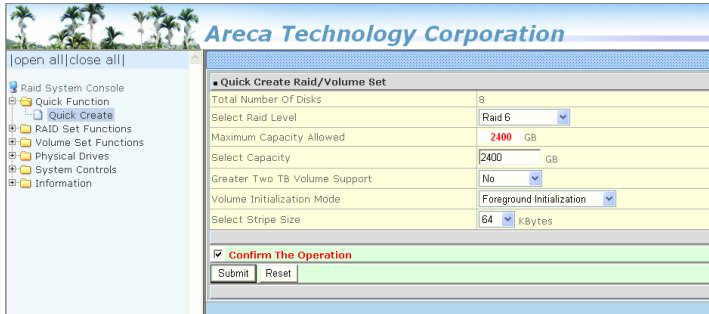 Areca Technology Corporation
|open all|close all|
Raid System Console
Quick Function
Quick Create
RAID Set Functions
Volume Set Functions
Physical Drives
System Controls
Information
Quick Create Raid/Volume Set
Total Number Of Disks 8
Select Raid Level Raid 6
Maximum Capacity Allowed 2400 GB
Select Capacity 2400 GB
Greater Two TB Volume Support No
Volume Initialization Mode Foreground Initialization
Select Stripe Size 64 KBytes
Confirm The Operation
Submit Reset